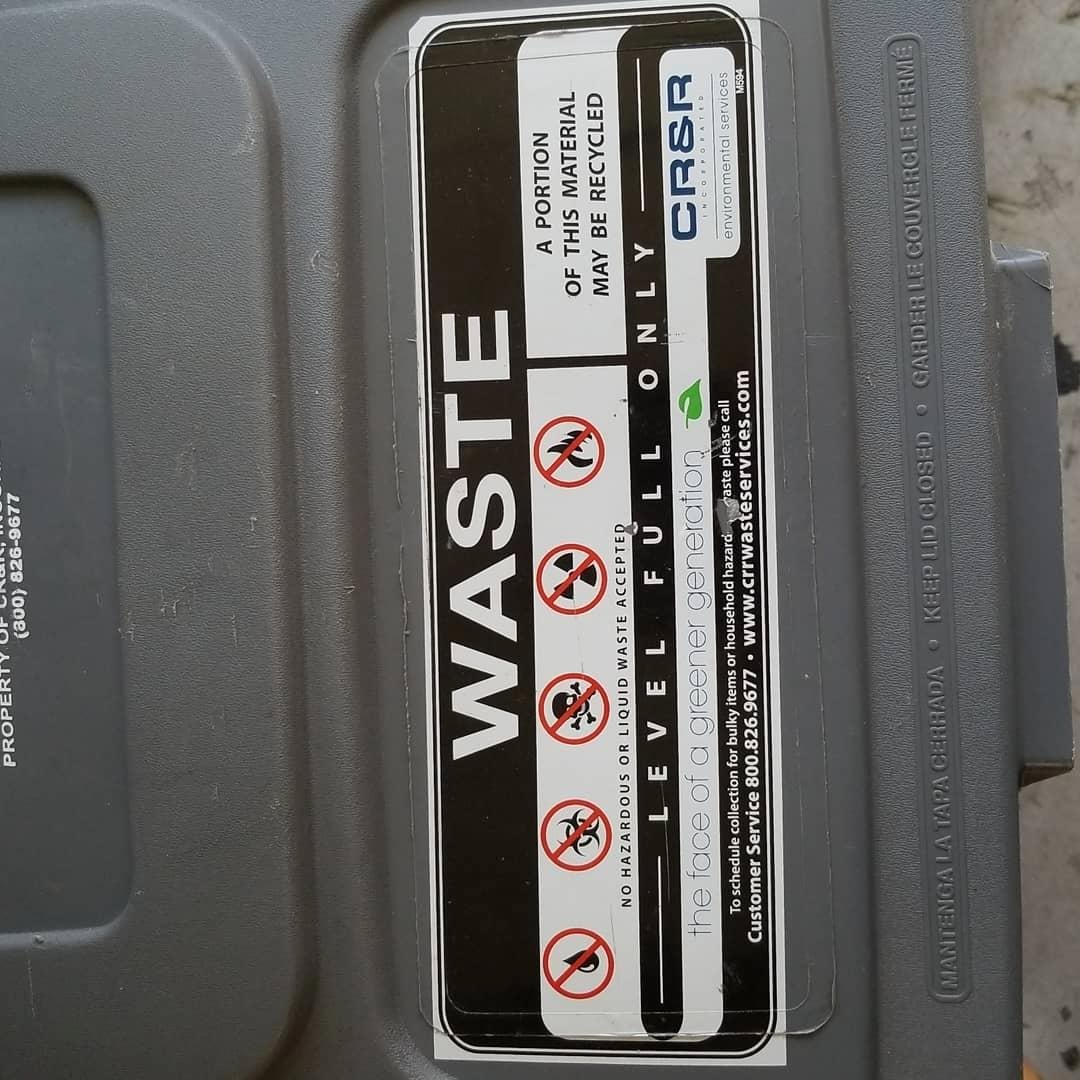 PROPERTY OF CR&R, 
(800) 826-9677
WASTE
A PORTION
OF THIS MATERIAL
MAY BE RECYCLED
NO HAZARDOUS OR LIQUID WASTE ACCEPTED
LEVEL FULL ONLY
CR&R
INCORPORATED
environmental services
M594
the face of a greener generation
To schedule collection for bulky items or household hazardous waste please call
Customer Service 800.826.9677 • www.crrwasteservices.com
MANTENGA LA TAPA CERRADA • KEEP LID CLOSED • GARDER LE COUVERCLE FERMÉ